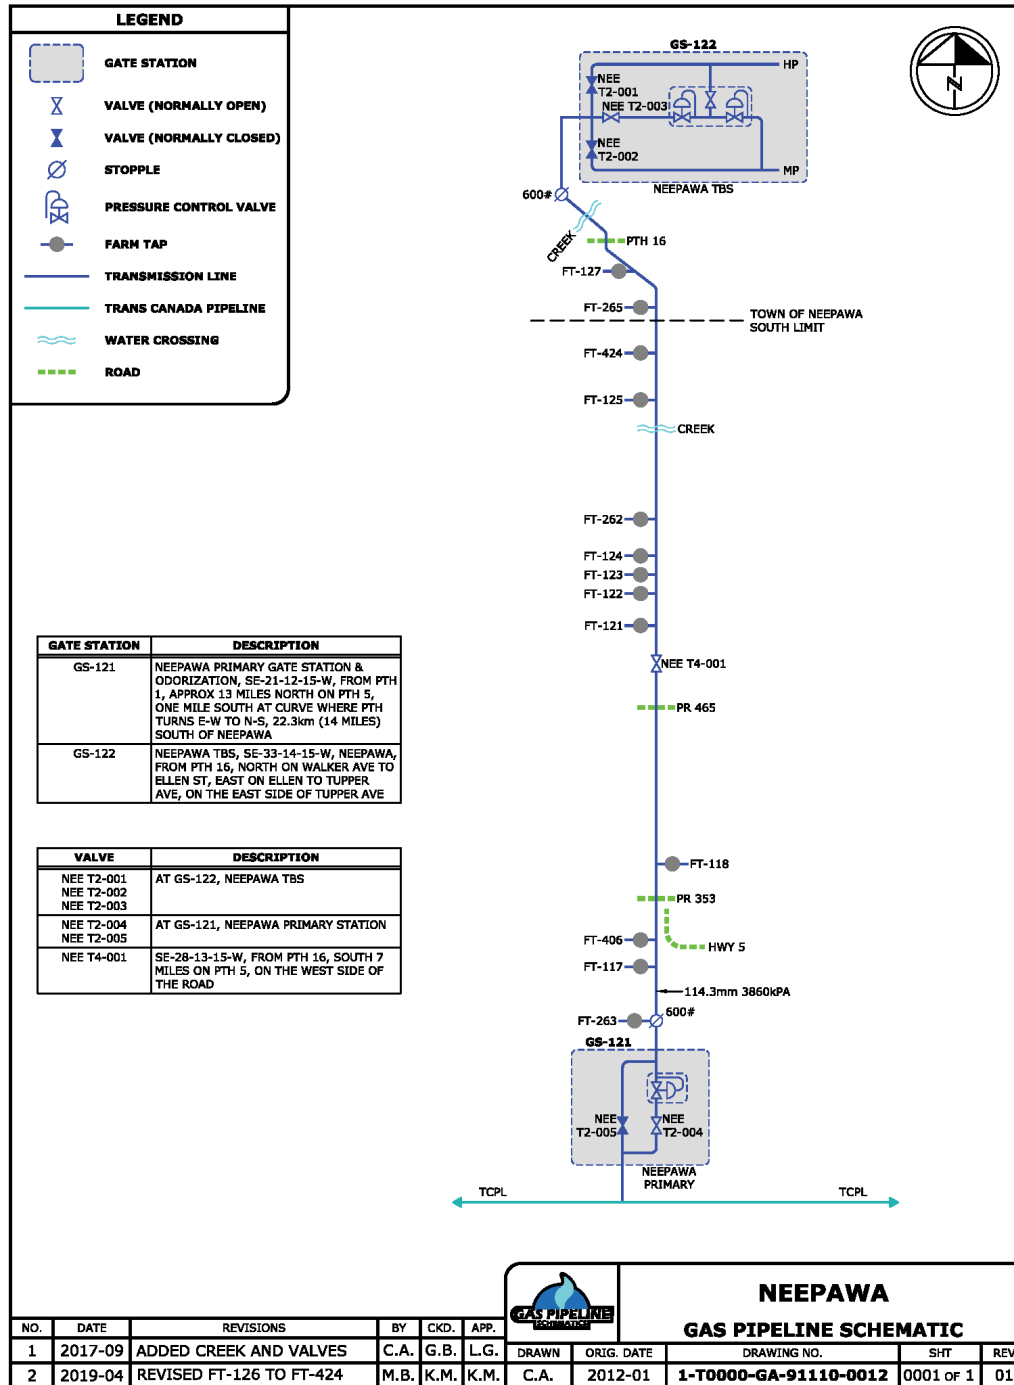 LEGEND
GATE STATION
VALVE (NORMALLY OPEN)
VALVE (NORMALLY CLOSED)
STOPPLE
PRESSURE CONTROL VALVE
FARM TAP
TRANSMISSION LINE
TRANS CANADA PIPELINE
WATER CROSSING
ROAD
N
GS-122
HP
NEE
T2-001
NEE T2-003
NEE
T2-002
MP
NEEPAWA TBS
600#
CREEK
PTH 16
FT-127
FT-265
TOWN OF NEEPAWA
SOUTH LIMIT
FT-424
FT-125
CREEK
FT-262
FT-124
FT-123
FT-122
FT-121
NEE T4-001
PR 465
FT-118
PR 353
FT-406
HWY 5
FT-117
114.3mm 3860kPA
FT-263
600#
GS-121
NEE
T2-005
NEE
T2-004
NEEPAWA
PRIMARY
TCPL
TCPL
GATE STATION DESCRIPTION
GS-121 NEEPAWA PRIMARY GATE STATION &
ODORIZATION, SE-21-12-15-W, FROM PTH
1, APPROX 13 MILES NORTH ON PTH 5,
ONE MILE SOUTH AT CURVE WHERE PTH
TURNS E-W TO N-S, 22.3km (14 MILES)
SOUTH OF NEEPAWA
GS-122 NEEPAWA TBS, SE-33-14-15-W, NEEPAWA,
FROM PTH 16, NORTH ON WALKER AVE TO
ELLEN ST, EAST ON ELLEN TO TUPPER
AVE, ON THE EAST SIDE OF TUPPER AVE
VALVE DESCRIPTION
NEE T2-001 AT GS-122, NEEPAWA TBS
NEE T2-002
NEE T2-003
NEE T2-004 AT GS-121, NEEPAWA PRIMARY STATION
NEE T2-005
NEE T4-001 SE-28-13-15-W, FROM PTH 16, SOUTH 7
MILES ON PTH 5, ON THE WEST SIDE OF
THE ROAD
NO. DATE REVISIONS BY CKD. APP.
1 2017-09 ADDED CREEK AND VALVES C.A. G.B. L.G.
2 2019-04 REVISED FT-126 TO FT-424 M.B. K.M. K.M.
GAS PIPELINE
SCHEMATICS
NEEPAWA
GAS PIPELINE SCHEMATIC
DRAWN ORIG. DATE DRAWING NO. SHT REV
C.A. 2012-01 1-T0000-GA-91110-0012 0001 OF 1 01